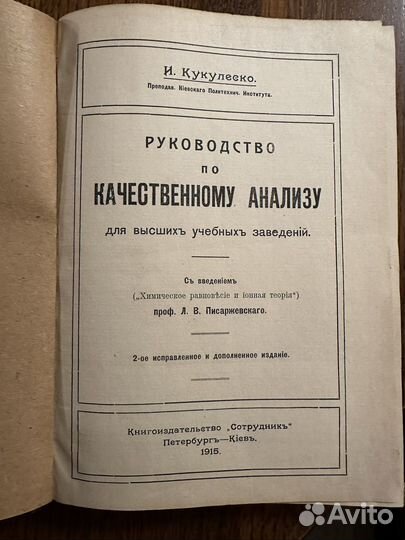 И. Кукулеско.
Преподав. Кіевскаго Политехнич. Института.
РУКОВОДСТВО
ПО
КАЧЕСТВЕННОМУ АНАЛИЗУ
для высшихъ учебныхъ заведеній.
Съ введеніемъ
(„Химическое равновѣсіе и іонная теорія“)
проф. Л. В. Писаржевскаго.
2-ое исправленное и дополненное изданіе.
Книгоиздательство „Сотрудникъ“
Петербургъ—Кіевъ.
1915.
Avito